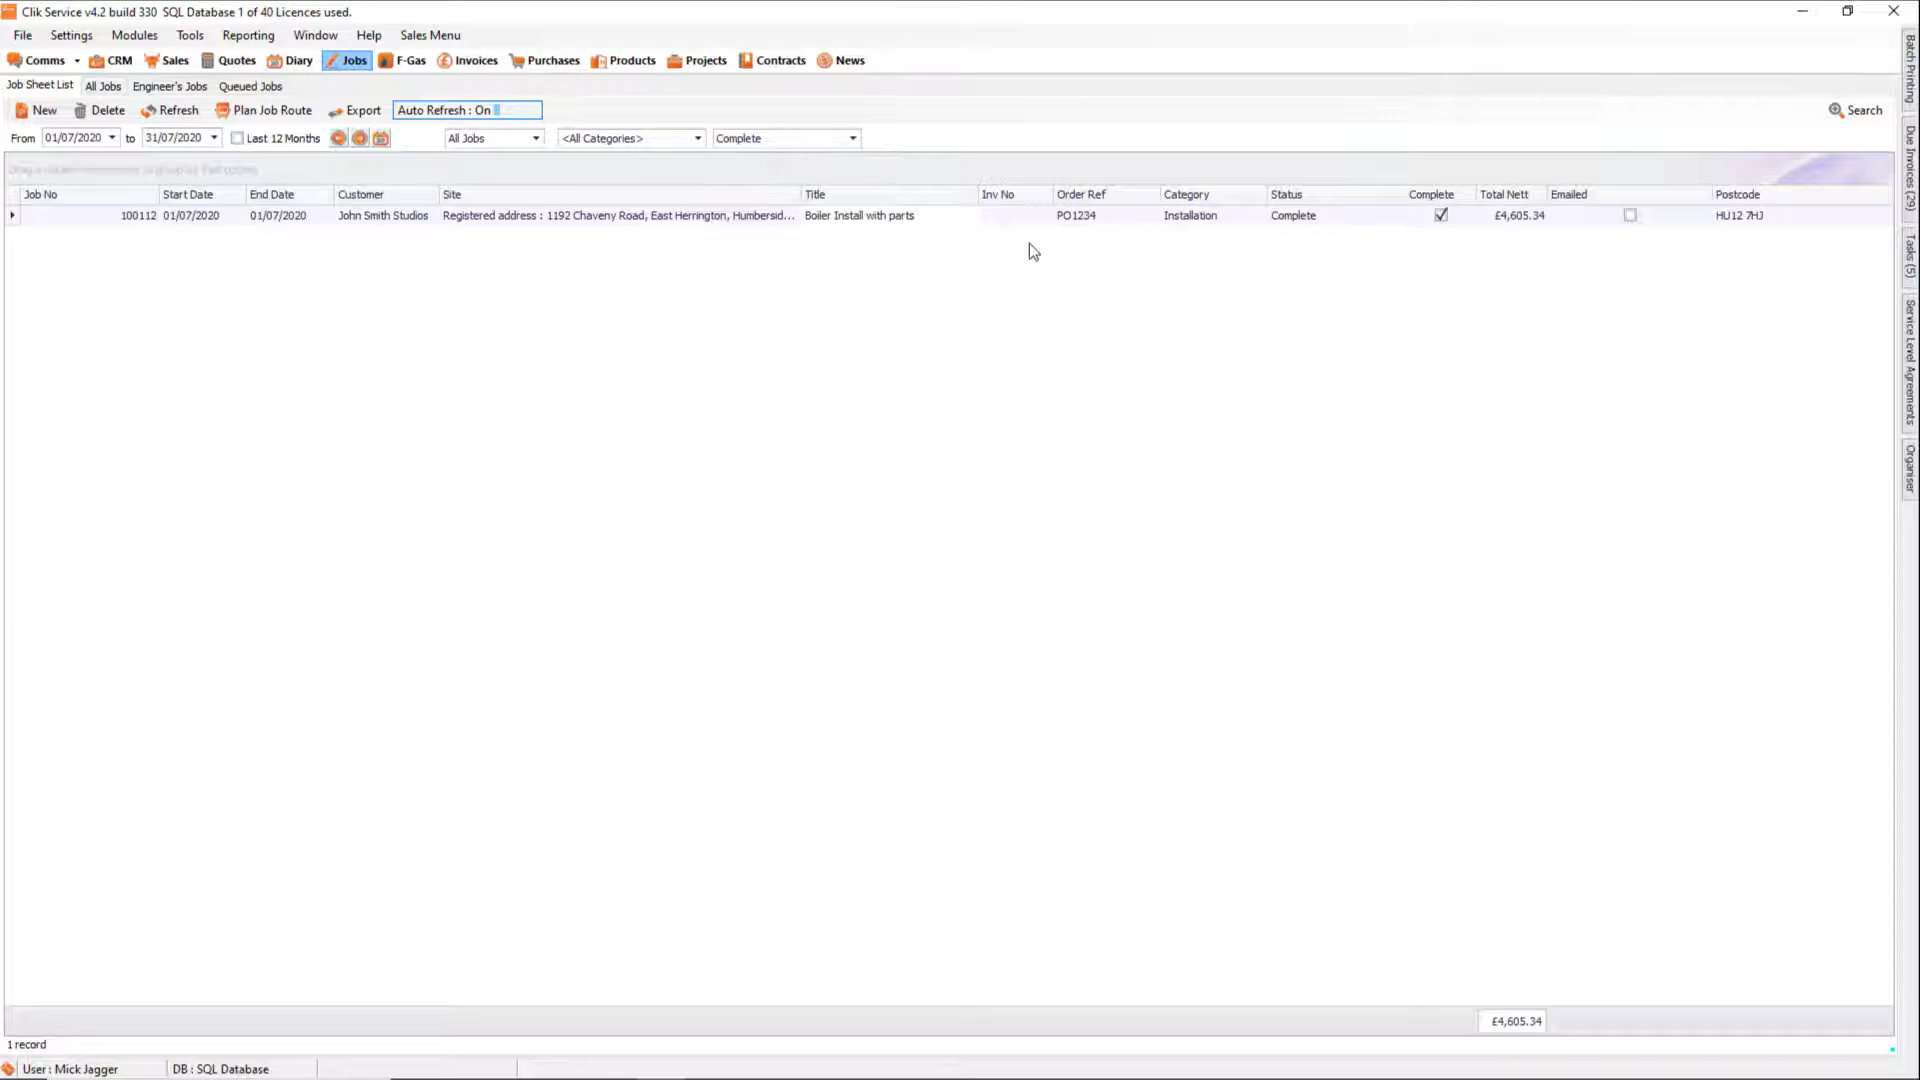 Clik Service v4.2 build 330  SQL Database 1 of 40 Licences used.
File Settings Modules Tools Reporting Window Help Sales Menu
Comms CRM Sales Quotes Diary Jobs F-Gas Invoices Purchases Products Projects Contracts News
Job Sheet List All Jobs Engineer's Jobs Queued Jobs
New Delete Refresh Plan Job Route Export Auto Refresh : On Search
From 01/07/2020 to 31/07/2020 Last 12 Months All Jobs <All Categories> Complete
Job No Start Date End Date Customer Site Title Inv No Order Ref Category Status Complete Total Nett Emailed Postcode
100112 01/07/2020 01/07/2020 John Smith Studios Registered address : 1192 Chaveny Road, East Herrington, Humbersid... Boiler Install with parts PO1234 Installation Complete £4,605.34 HU12 7HJ
£4,605.34
1 record
User : Mick Jagger DB : SQL Database
Batch Printing
Due Invoices (29)
Tasks (5)
Service Level Agreements
Organiser